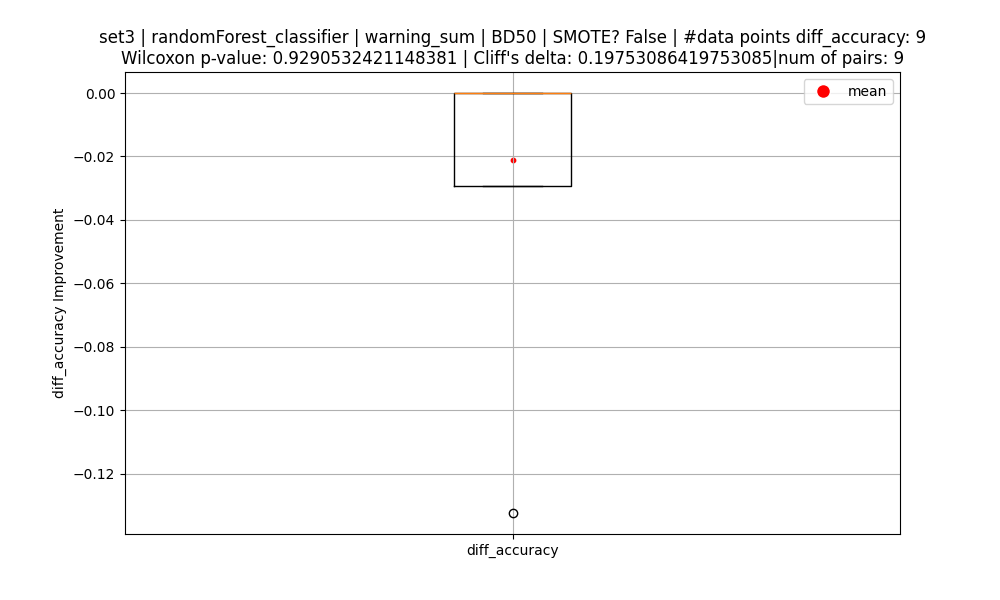 set3 | randomForest_classifier | warning_sum | BD50 | SMOTE? False | #data points diff_accuracy: 9
Wilcoxon p-value: 0.9290532421148381 | Cliff's delta: 0.19753086419753085|num of pairs: 9
mean
0.00
−0.02
−0.04
−0.06
−0.08
−0.10
−0.12
diff_accuracy Improvement
diff_accuracy